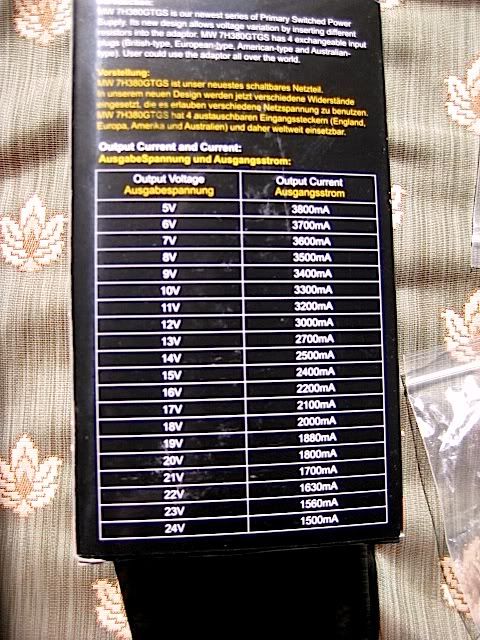 MW 7H380GTGS is our newest series of Primary Switched Power
Supply. Its new design allows voltage variation by inserting different
resistors into the adaptor. MW 7H380GTGS has 4 exchangeable input
plugs (British-type, European-type, American-type and Australian-
type). User could use the adaptor all over the world.
Vorstellung:
MW 7H380GTGS ist unser neuestes schaltbares Netzteil.
In unserem neuen Design werden jetzt verschiedene Widerstände
eingesetzt, die es erlauben verschiedene Netzspannung zu benutzen.
MW 7H380GTGS hat 4 austauschbaren Eingangssteckern (England,
Europa, Amerika und Australien) und daher weltweit einsetzbar.
Output Current and Current:
AusgabeSpannung und Ausgangsstrom:
Output Voltage Output Current
Ausgabespannung Ausgangsstrom
5V 3800mA
6V 3700mA
7V 3600mA
8V 3500mA
9V 3400mA
10V 3300mA
11V 3200mA
12V 3000mA
13V 2700mA
14V 2500mA
15V 2400mA
16V 2200mA
17V 2100mA
18V 2000mA
19V 1880mA
20V 1800mA
21V 1700mA
22V 1630mA
23V 1560mA
24V 1500mA